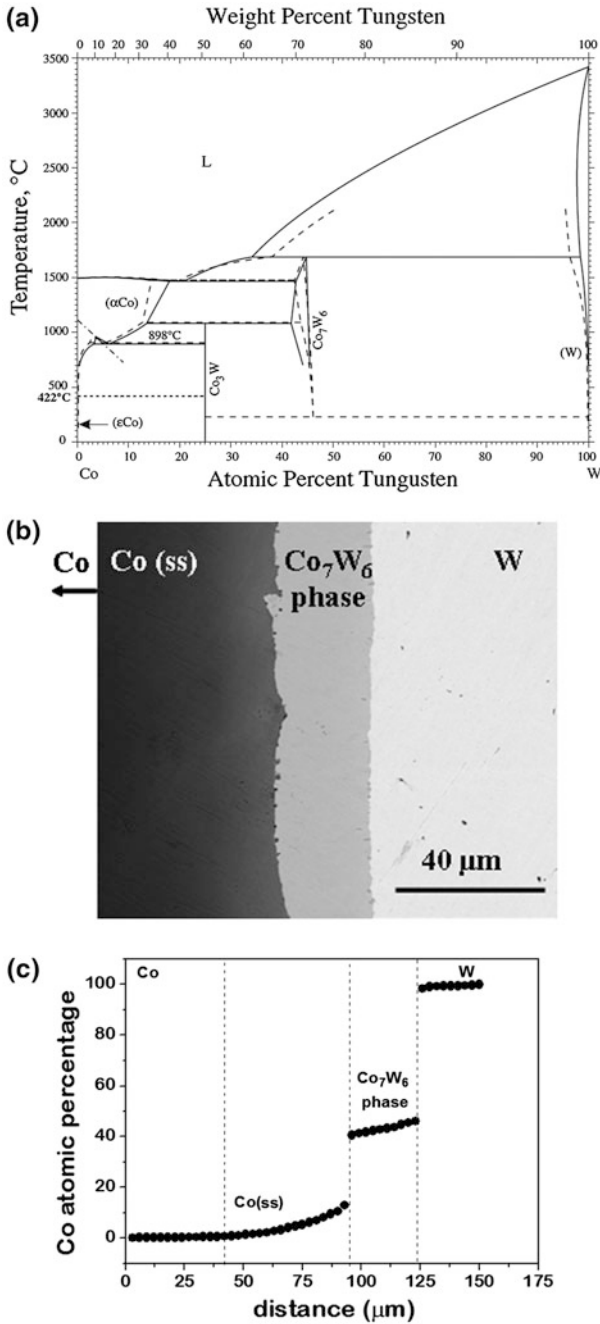 (a)
Weight Percent Tungsten
0 10 20 30 40 50 60 70 80 90 100
3500
3000
2500
2000
1500
1000
500
422°C
0
Temperature, °C
L
(αCo)
898°C
Co3W
Co7W6
(W)
(εCo)
0 10 20 30 40 50 60 70 80 90 100
Co Atomic Percent Tungusten W
(b)
Co Co (ss) Co7W6 phase W
40 µm
(c)
Co atomic percentage
100
80
60
40
20
0
Co
W
Co7W6
phase
Co(ss)
0 25 50 75 100 125 150 175
distance (µm)